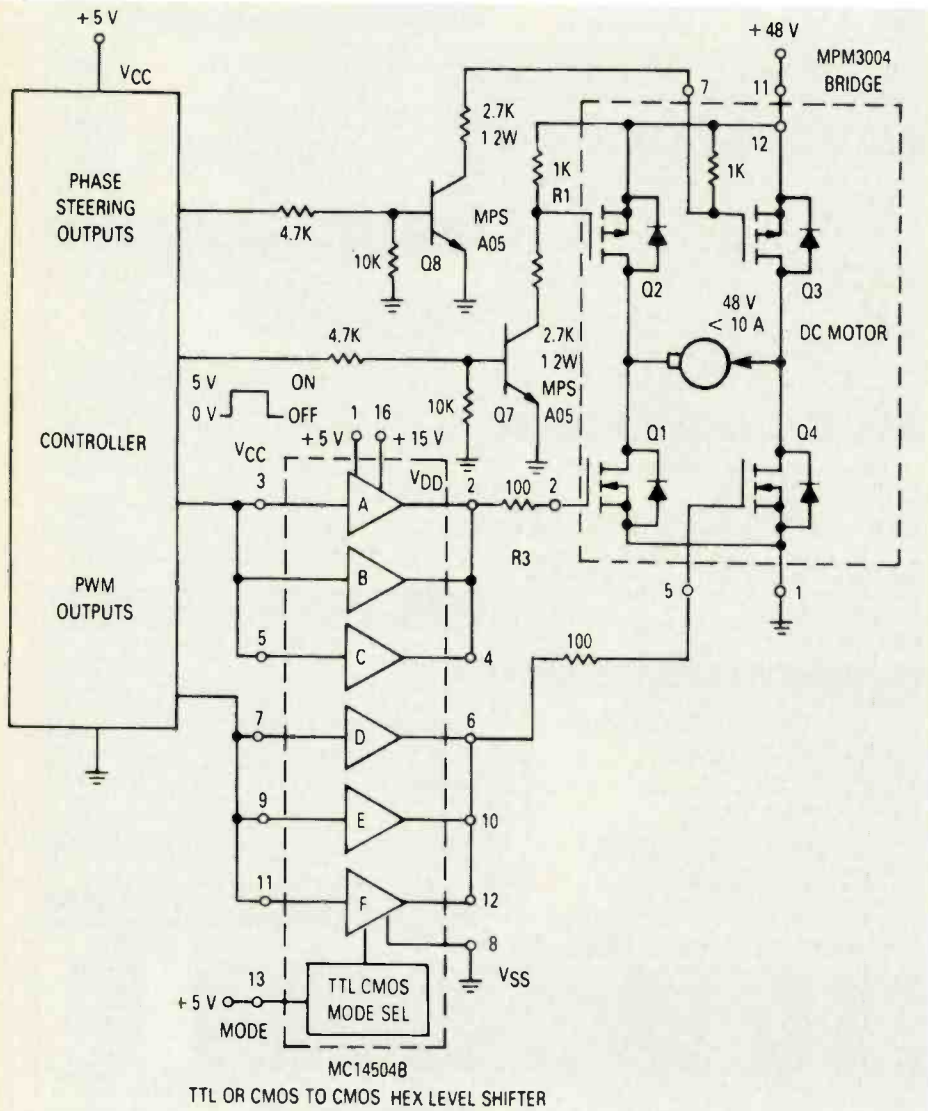 + 5 V
VCC
PHASE
STEERING
OUTPUTS
CONTROLLER
PWM
OUTPUTS
4.7K
10K
2.7K
1 2W
MPS
A05
Q8
4.7K
10K
2.7K
1 2W
MPS
A05
Q7
1K
R1
5 V
0 V
ON
OFF
+ 48 V
MPM3004
BRIDGE
7
11
12
1K
Q2
Q3
48 V
< 10 A
DC MOTOR
Q1
Q4
5
1
VCC
3
+ 5 V
1
16
+ 15 V
VDD
2
100
2
R3
A
B
5
C
4
7
D
6
100
9
E
10
11
F
12
8
VSS
+ 5 V
13
MODE
TTL CMOS
MODE SEL
MC14504B
TTL OR CMOS TO CMOS HEX LEVEL SHIFTER